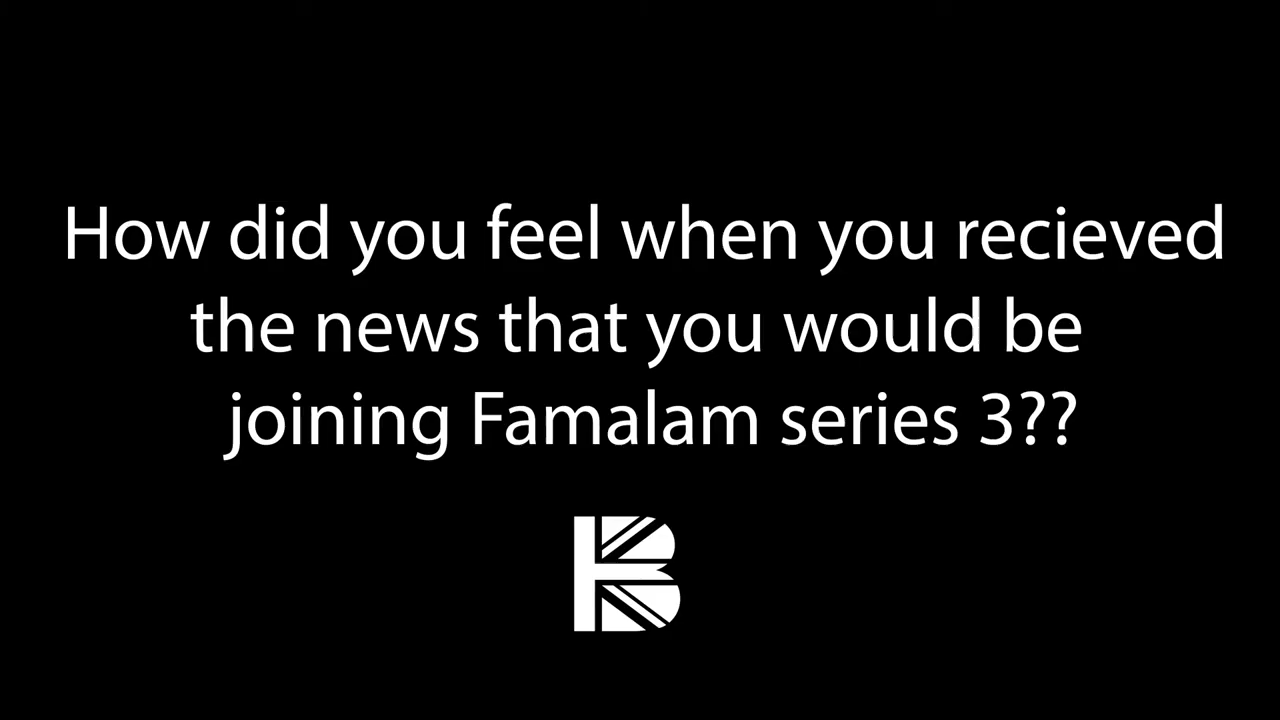 How did you feel when you recieved
the news that you would be
joining Famalam series 3??
B